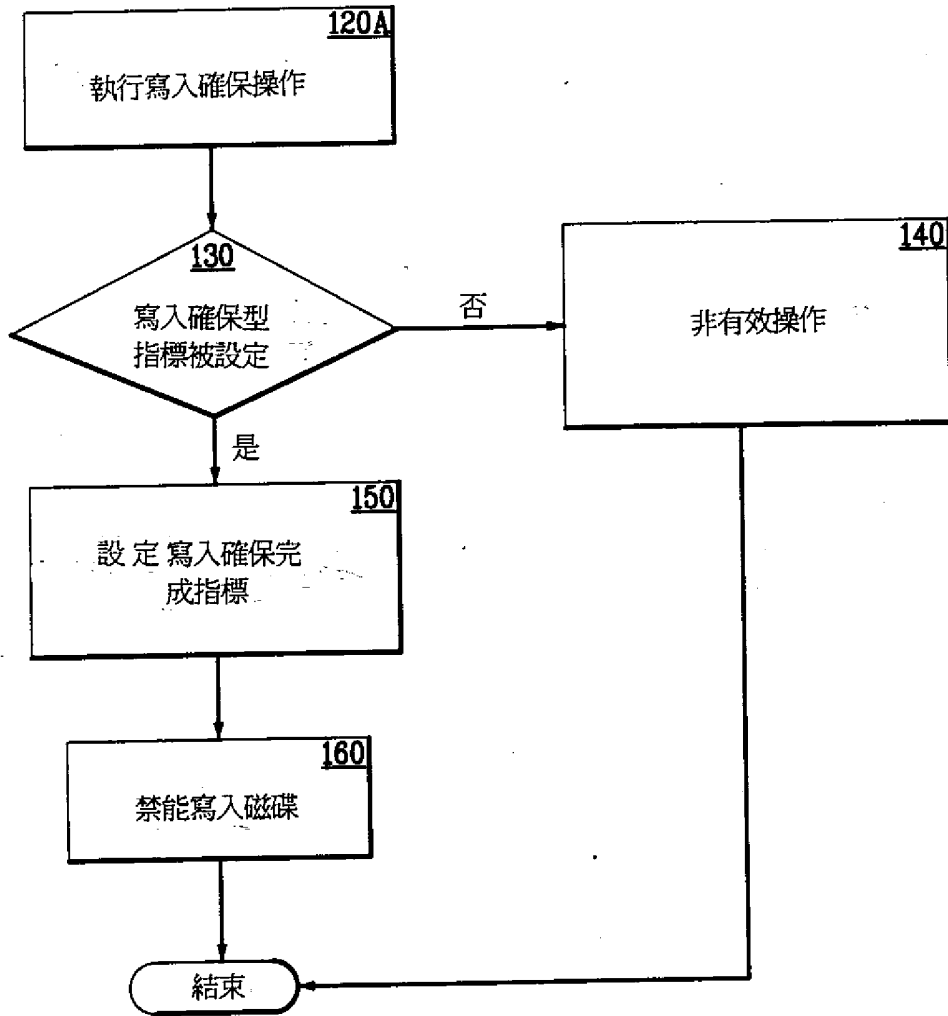 120A
執行寫入確保操作
130
寫入確保型
指標被設定
否
140
非有效操作
是
150
設定 寫入確保完
成指標
160
禁能寫入磁碟
結束